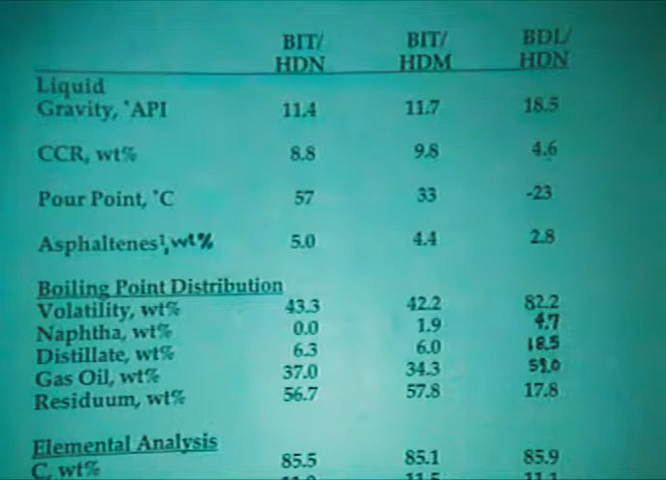 BIT/ BIT/ BDL/
HDN HDM HDN
Liquid
Gravity, °API 11.4 11.7 18.5
CCR, wt% 8.8 9.8 4.6
Pour Point, °C 57 33 -23
Asphaltenes¹, wt% 5.0 4.4 2.8
Boiling Point Distribution
Volatility, wt% 43.3 42.2 82.2
Naphtha, wt% 0.0 1.9 4.7
Distillate, wt% 6.3 6.0 18.5
Gas Oil, wt% 37.0 34.3 59.0
Residuum, wt% 56.7 57.8 17.8
Elemental Analysis
C, wt% 85.5 85.1 85.9